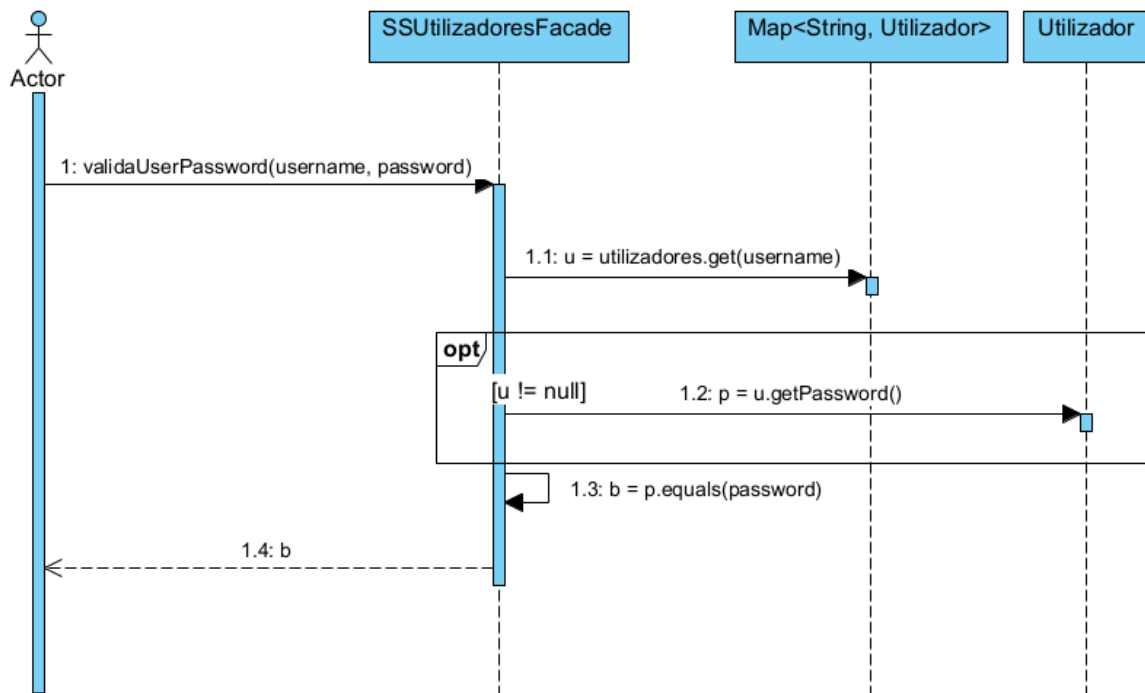 Actor
SSUtilizadoresFacade
Map<String, Utilizador>
Utilizador
1: validaUserPassword(username, password)
1.1: u = utilizadores.get(username)
opt
[u != null]
1.2: p = u.getPassword()
1.3: b = p.equals(password)
1.4: b